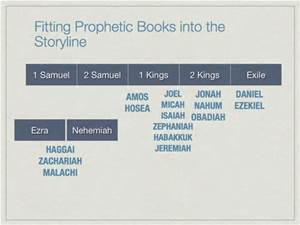 Fitting Prophetic Books into the
Storyline
1 Samuel 2 Samuel 1 Kings 2 Kings Exile
AMOS
HOSEA
JOEL
MICAH
ISAIAH
ZEPHANIAH
HABAKKUK
JEREMIAH
JONAH
NAHUM
OBADIAH
DANIEL
EZEKIEL
Ezra Nehemiah
HAGGAI
ZACHARIAH
MALACHI